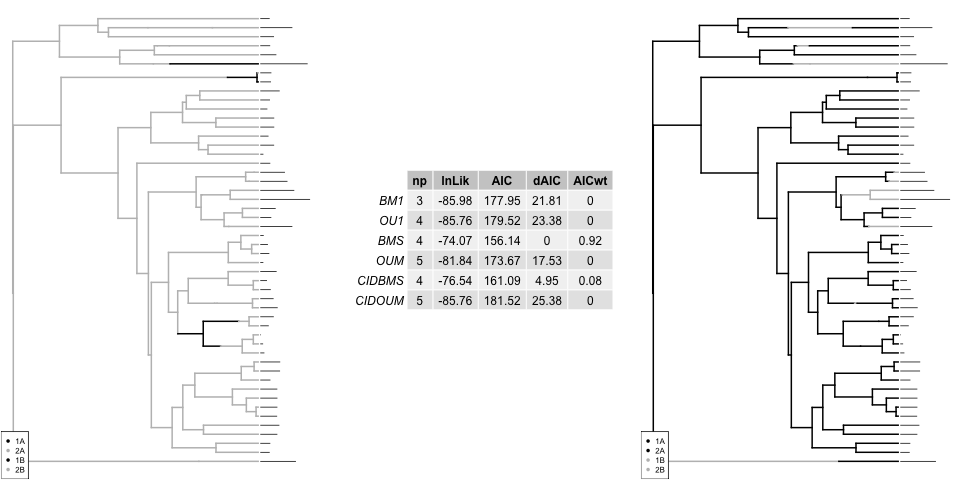 np lnLik AIC dAIC AICwt
BM1 3 -85.98 177.95 21.81 0
OU1 4 -85.76 179.52 23.38 0
BMS 4 -74.07 156.14 0 0.92
OUM 5 -81.84 173.67 17.53 0
CIDBMS 4 -76.54 161.09 4.95 0.08
CIDOUM 5 -85.76 181.52 25.38 0
1A
2A
1B
2B
1A
2A
1B
2B